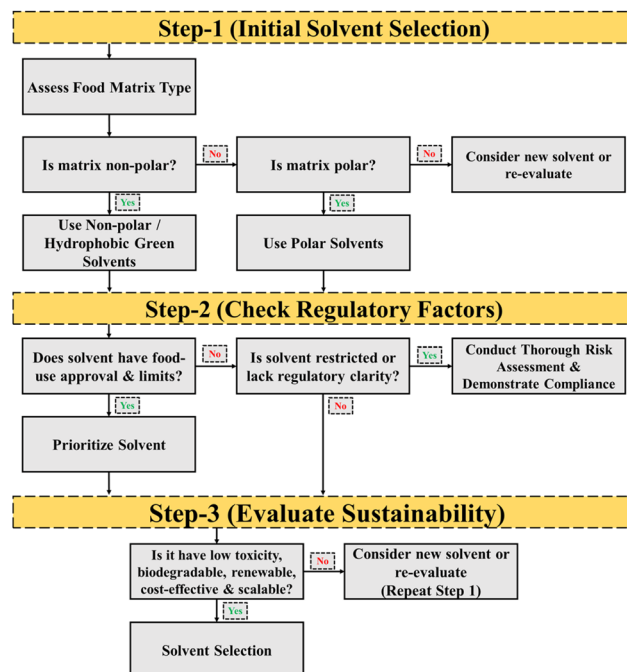 Step-1 (Initial Solvent Selection)
Assess Food Matrix Type
Is matrix non-polar?
No
Is matrix polar?
No
Consider new solvent or
re-evaluate
Yes
Yes
Use Non-polar /
Hydrophobic Green
Solvents
Use Polar Solvents
Step-2 (Check Regulatory Factors)
Does solvent have food-
use approval & limits?
No
Is solvent restricted or
lack regulatory clarity?
Yes
Conduct Thorough Risk
Assessment &
Demonstrate Compliance
Yes
No
Prioritize Solvent
Step-3 (Evaluate Sustainability)
Is it have low toxicity,
biodegradable, renewable,
cost-effective & scalable?
No
Consider new solvent or
re-evaluate
(Repeat Step 1)
Yes
Solvent Selection